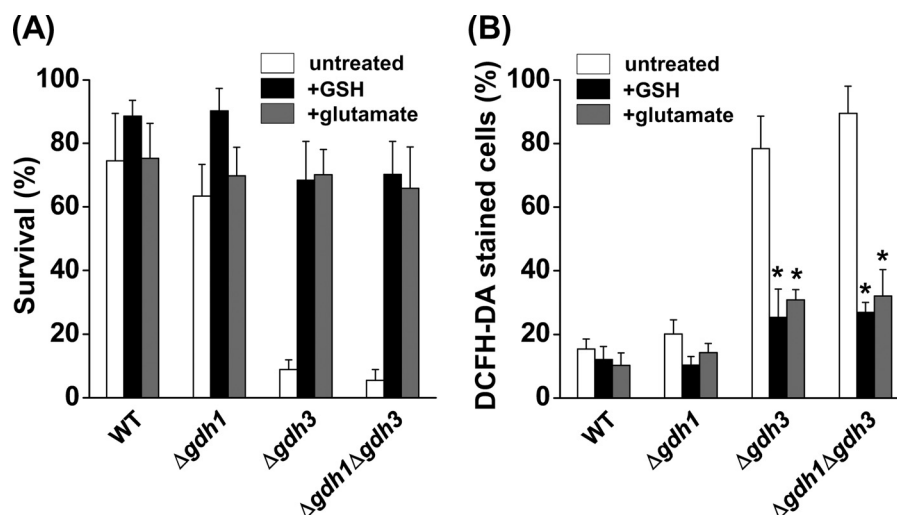 (A)
untreated
+GSH
+glutamate
Survival (%)
100
80
60
40
20
0
WT
Δgdh1
Δgdh3
Δgdh1Δgdh3
(B)
untreated
+GSH
+glutamate
DCFH-DA stained cells (%)
100
80
60
40
20
0
* *
* *
WT
Δgdh1
Δgdh3
Δgdh1Δgdh3